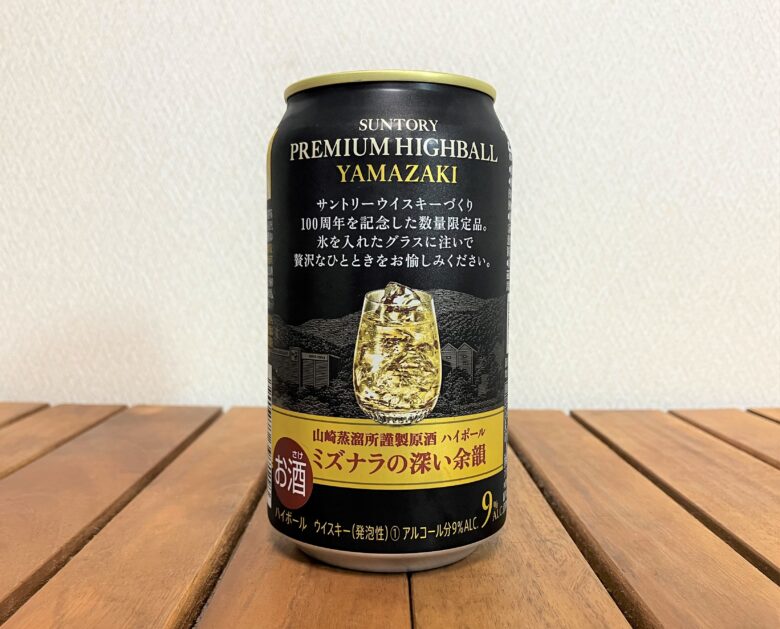 SUNTORY
PREMIUM HIGHBALL
YAMAZAKI
サントリーウイスキーづくり
100周年を記念した数量限定品。
氷を入れたグラスに注いで
贅沢なひとときをお愉しみください。
山崎蒸溜所謹製原酒 ハイボール
ミズナラの深い余韻
さけ
お酒
ハイボール ウイスキー(発泡性)① アルコール分9%ALC.
9%
ALC.